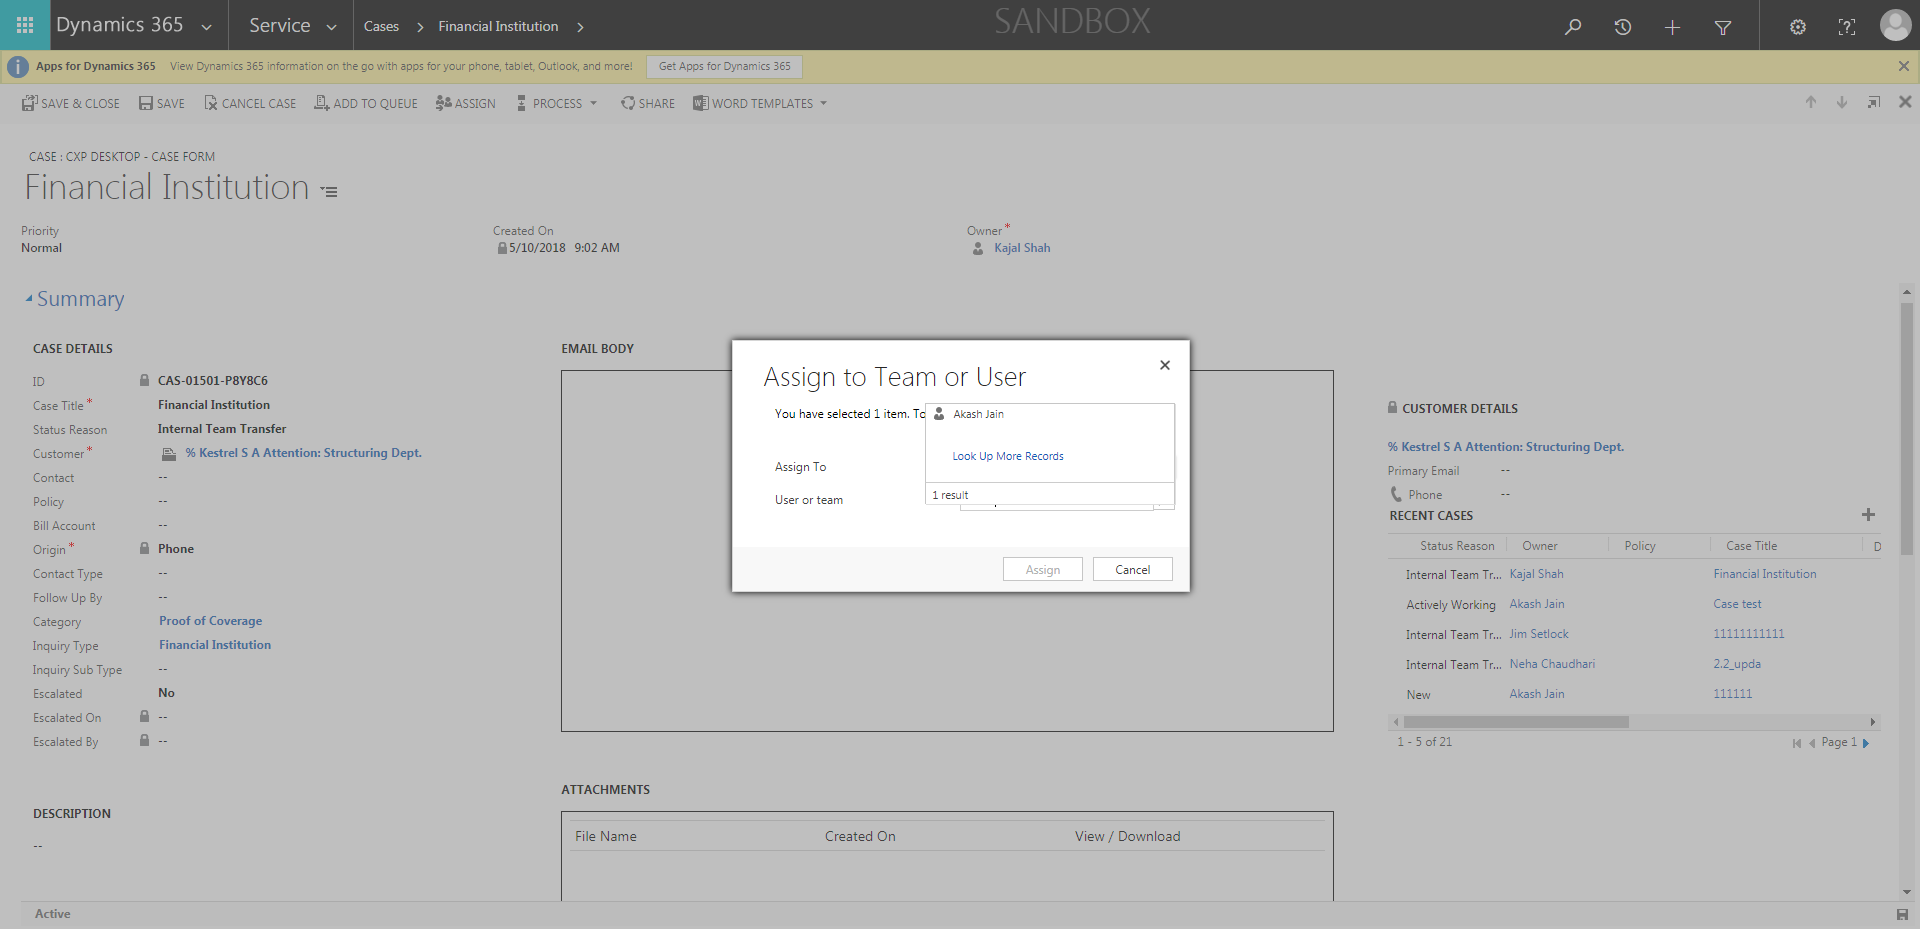 Dynamics 365
Service
Cases
Financial Institution
SANDBOX
Apps for Dynamics 365 View Dynamics 365 information on the go with apps for your phone, tablet, Outlook, and more! Get Apps for Dynamics 365
SAVE & CLOSE SAVE CANCEL CASE ADD TO QUEUE ASSIGN PROCESS SHARE WORD TEMPLATES
CASE : CXP DESKTOP - CASE FORM
Financial Institution
Priority
Normal
Created On
5/10/2018 9:02 AM
Owner*
Kajal Shah
Summary
CASE DETAILS
ID CAS-01501-P8Y8C6
Case Title* Financial Institution
Status Reason Internal Team Transfer
Customer* % Kestrel S A Attention: Structuring Dept.
Contact --
Policy --
Bill Account --
Origin* Phone
Contact Type --
Follow Up By --
Category Proof of Coverage
Inquiry Type Financial Institution
Inquiry Sub Type --
Escalated No
Escalated On --
Escalated By --
DESCRIPTION
--
EMAIL BODY
Assign to Team or User
You have selected 1 item. To
Akash Jain
Look Up More Records
1 result
Assign To
User or team
Assign Cancel
ATTACHMENTS
File Name Created On View / Download
CUSTOMER DETAILS
% Kestrel S A Attention: Structuring Dept.
Primary Email --
Phone --
RECENT CASES
Status Reason Owner Policy Case Title D
Internal Team Tr... Kajal Shah Financial Institution
Actively Working Akash Jain Case test
Internal Team Tr... Jim Setlock 11111111111
Internal Team Tr... Neha Chaudhari 2.2_upda
New Akash Jain 111111
1 - 5 of 21 Page 1
Active